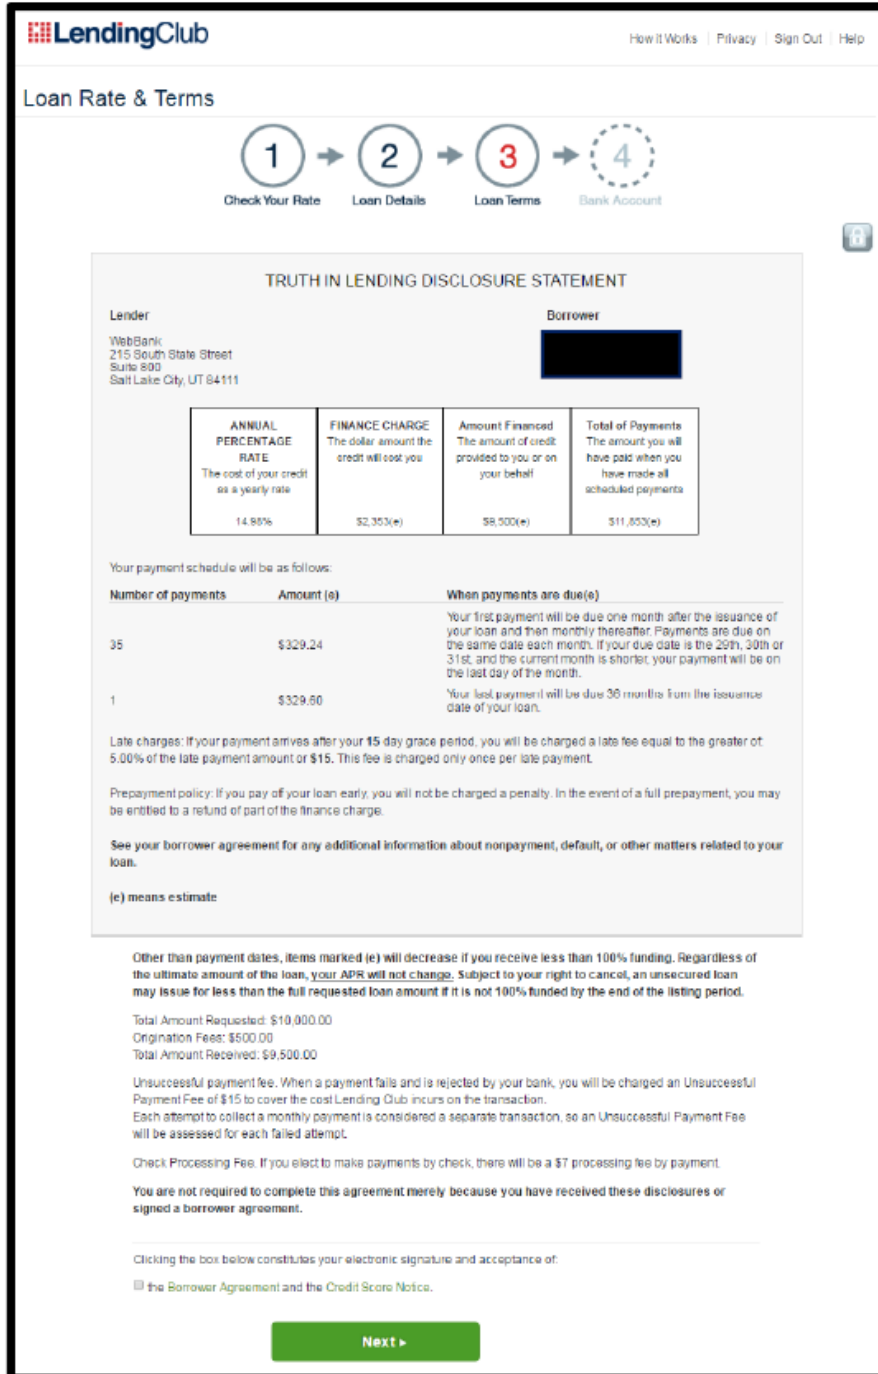 LendingClub
How It Works | Privacy | Sign Out | Help
Loan Rate & Terms
1 2 3 4
Check Your Rate Loan Details Loan Terms Bank Account
TRUTH IN LENDING DISCLOSURE STATEMENT
Lender Borrower
WebBank
215 South State Street
Suite 800
Salt Lake City, UT 84111
ANNUAL
PERCENTAGE
RATE
The cost of your credit
as a yearly rate
14.98%
FINANCE CHARGE
The dollar amount the
credit will cost you
$2,353(e)
Amount Financed
The amount of credit
provided to you or on
your behalf
$9,500(e)
Total of Payments
The amount you will
have paid when you
have made all
scheduled payments
$11,853(e)
Your payment schedule will be as follows:
Number of payments Amount (e) When payments are due(e)
35 $329.24
Your first payment will be due one month after the issuance of
your loan and then monthly thereafter. Payments are due on
the same date each month. If your due date is the 29th, 30th or
31st, and the current month is shorter, your payment will be on
the last day of the month.
1 $329.60
Your last payment will be due 36 months from the issuance
date of your loan.
Late charges: If your payment arrives after your 15 day grace period, you will be charged a late fee equal to the greater of:
5.00% of the late payment amount or $15. This fee is charged only once per late payment.
Prepayment policy: If you pay of your loan early, you will not be charged a penalty. In the event of a full prepayment, you may
be entitled to a refund of part of the finance charge.
See your borrower agreement for any additional information about nonpayment, default, or other matters related to your
loan.
(e) means estimate
Other than payment dates, items marked (e) will decrease if you receive less than 100% funding. Regardless of
the ultimate amount of the loan, your APR will not change. Subject to your right to cancel, an unsecured loan
may issue for less than the full requested loan amount if it is not 100% funded by the end of the listing period.
Total Amount Requested: $10,000.00
Origination Fees: $500.00
Total Amount Received: $9,500.00
Unsuccessful payment fee. When a payment fails and is rejected by your bank, you will be charged an Unsuccessful
Payment Fee of $15 to cover the cost Lending Club incurs on the transaction.
Each attempt to collect a monthly payment is considered a separate transaction, so an Unsuccessful Payment Fee
will be assessed for each failed attempt.
Check Processing Fee. If you elect to make payments by check, there will be a $7 processing fee by payment.
You are not required to complete this agreement merely because you have received these disclosures or
signed a borrower agreement.
Clicking the box below constitutes your electronic signature and acceptance of:
the Borrower Agreement and the Credit Score Notice.
Next ▸